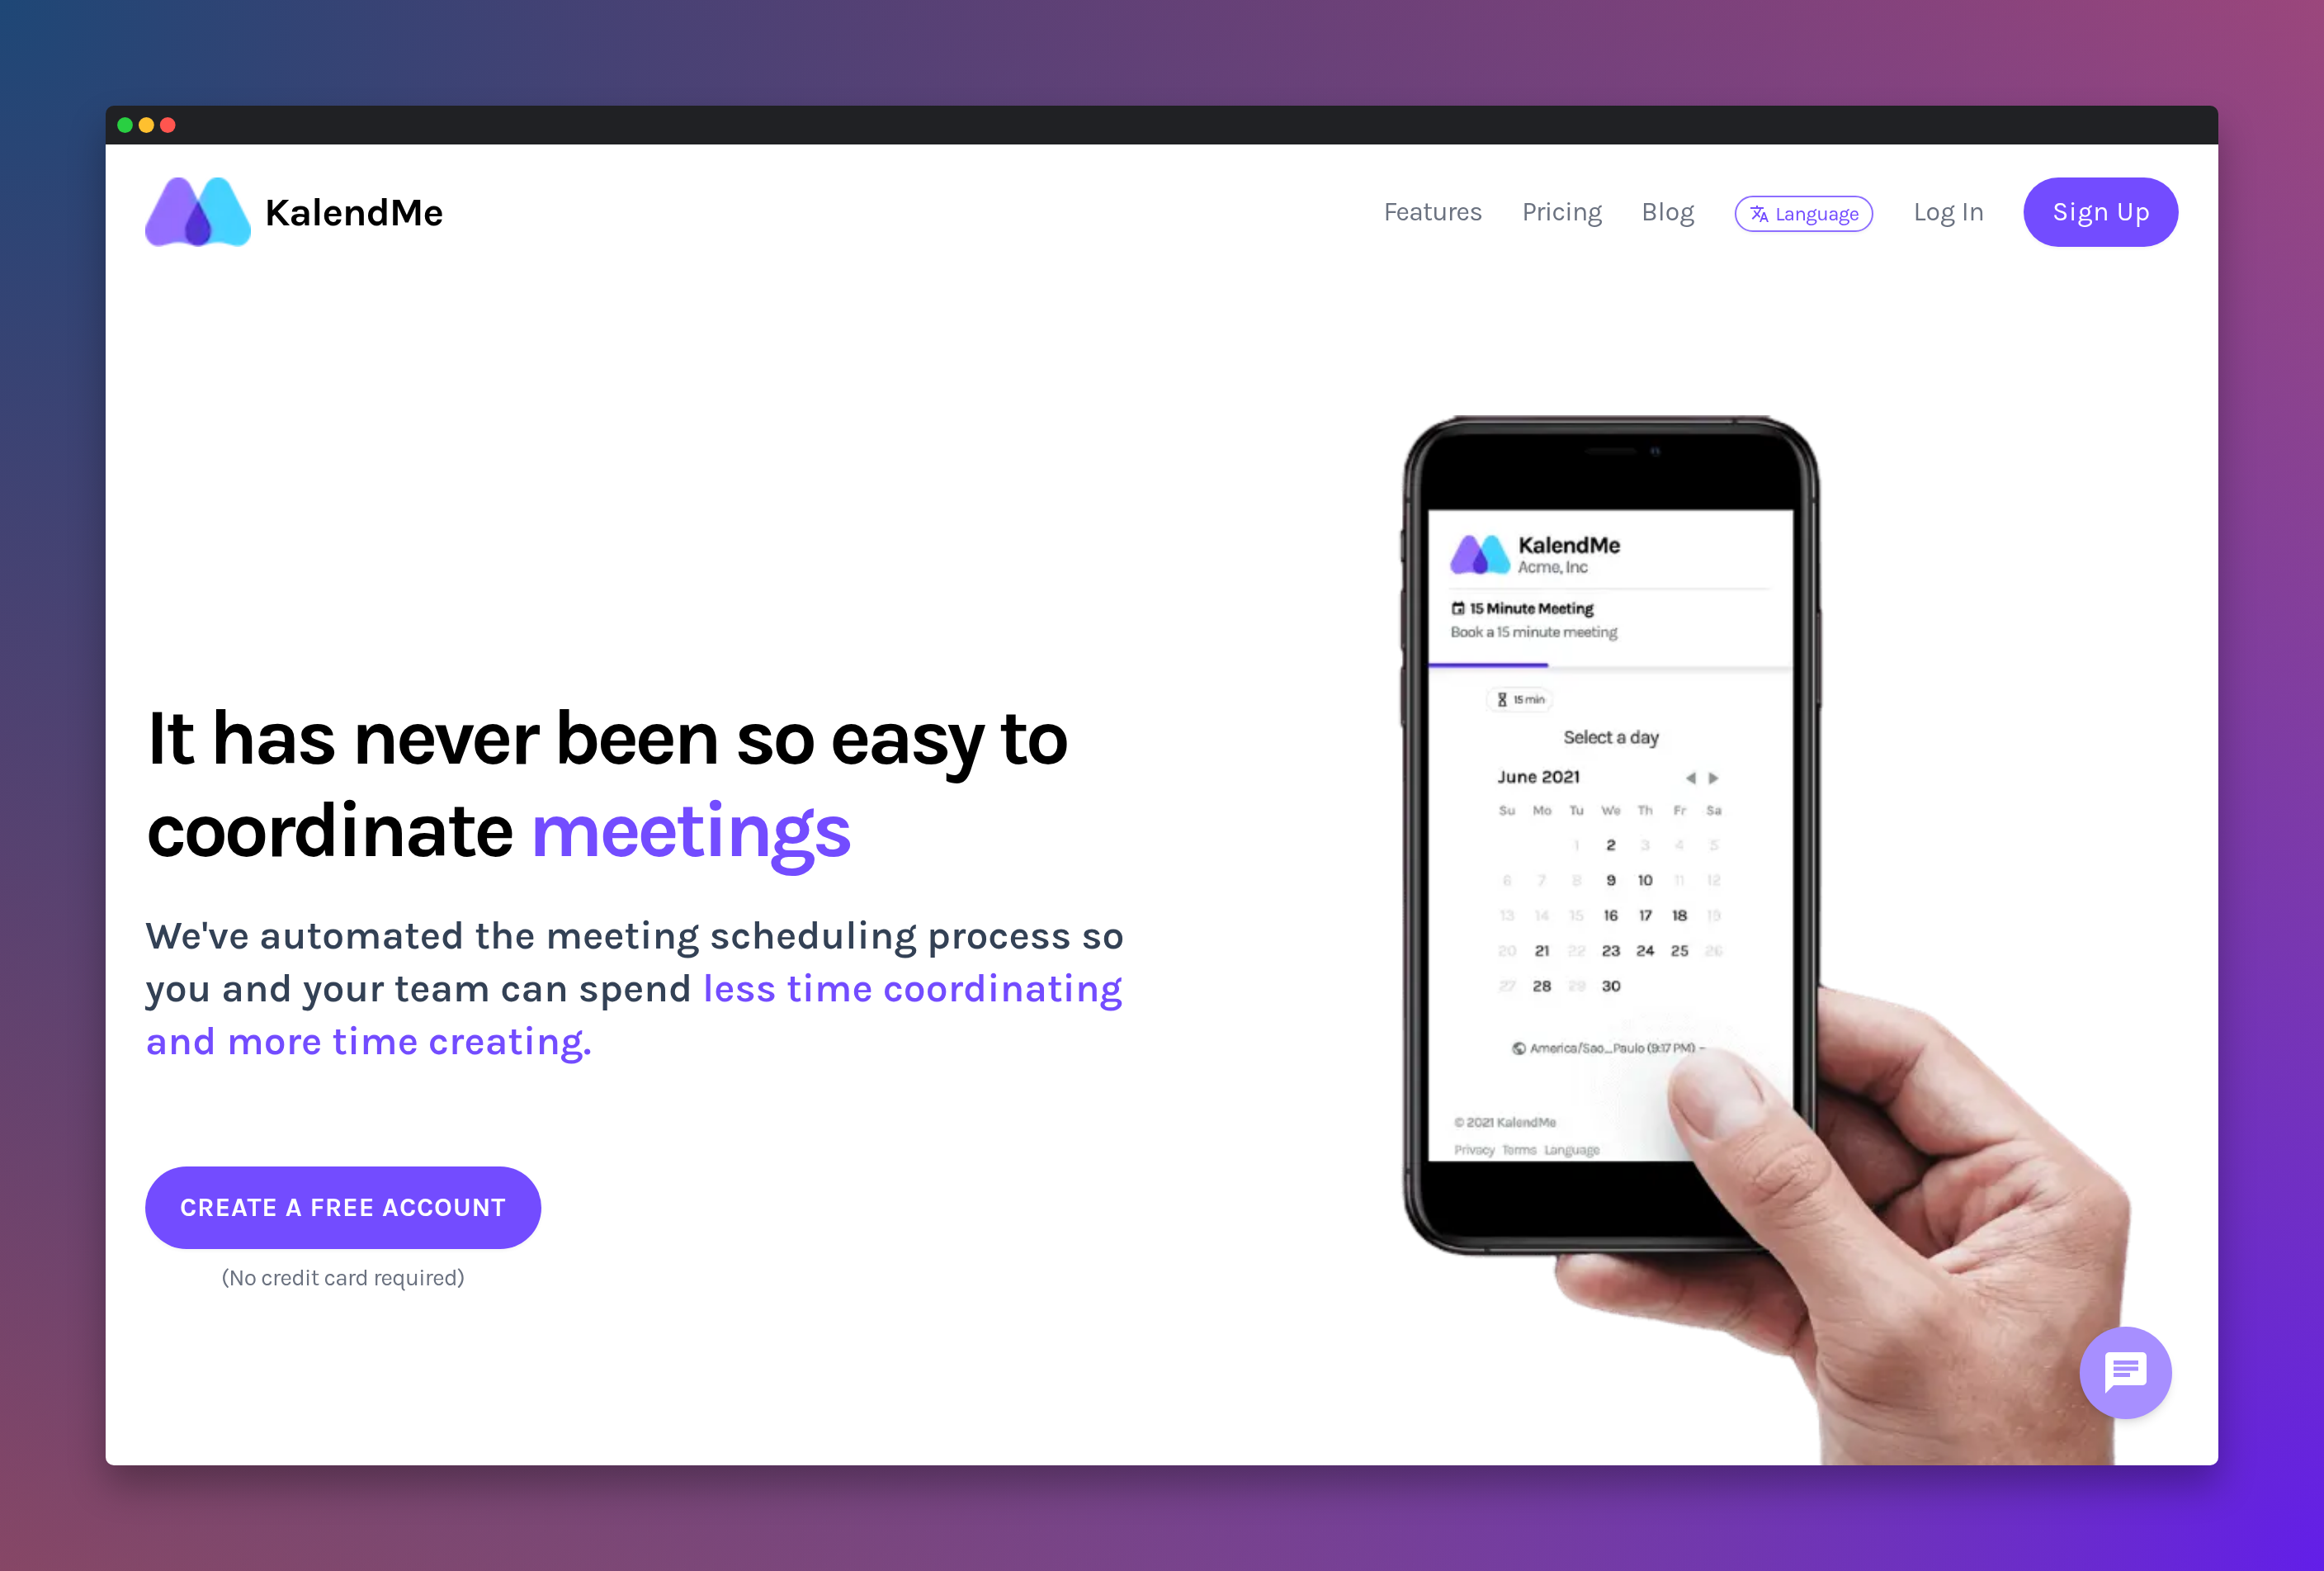 KalendMe
Features Pricing Blog Language Log In Sign Up
It has never been so easy to
coordinate meetings
We've automated the meeting scheduling process so
you and your team can spend less time coordinating
and more time creating.
CREATE A FREE ACCOUNT
(No credit card required)
KalendMe
Acme, Inc
15 Minute Meeting
Book a 15 minute meeting
15 min
Select a day
June 2021
Su Mo Tu We Th Fr Sa
1 2 3 4 5
6 7 8 9 10 11 12
13 14 15 16 17 18 19
20 21 22 23 24 25 26
27 28 29 30
America/Sao_Paulo (9:17 PM)
© 2021 KalendMe
Privacy Terms Language